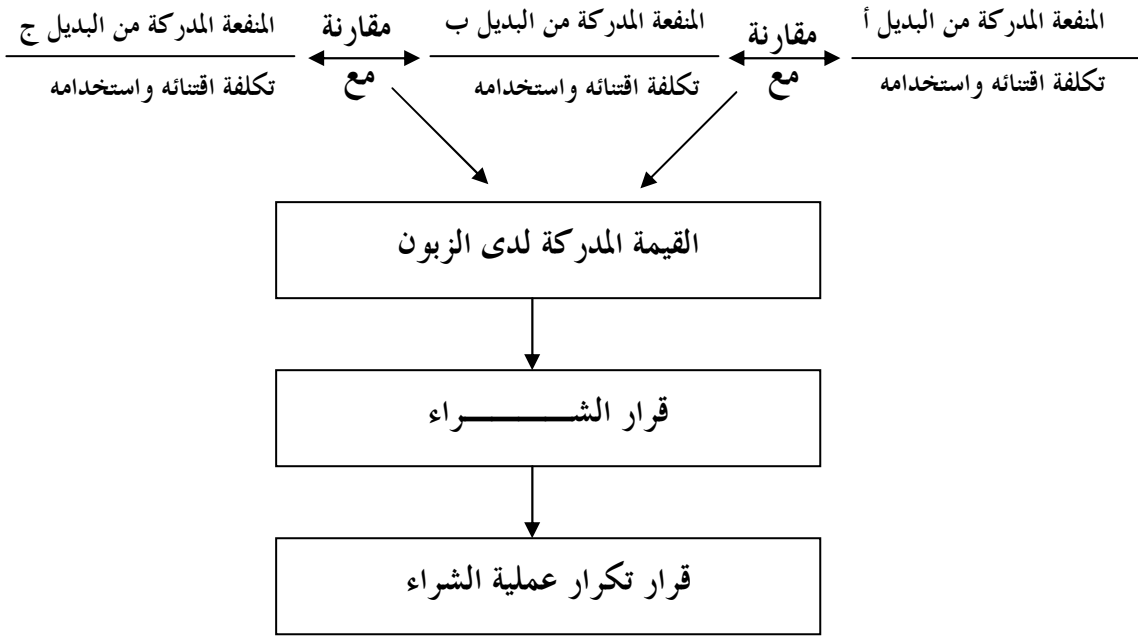 المنفعة المدركة من البديل أ
تكلفة اقتنائه واستخدامه
مقارنة
مع
المنفعة المدركة من البديل ب
تكلفة اقتنائه واستخدامه
مقارنة
مع
المنفعة المدركة من البديل ج
تكلفة اقتنائه واستخدامه
القيمة المدركة لدى الزبون
قرار الشــــــــراء
قرار تكرار عملية الشراء